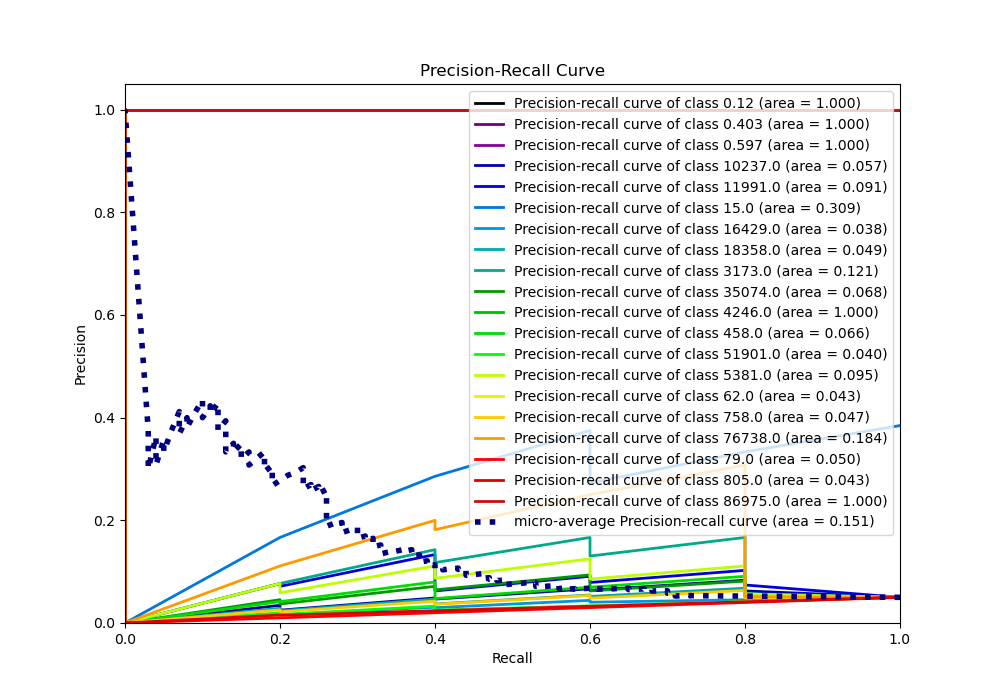 Precision-Recall Curve
Precision
1.0
0.8
0.6
0.4
0.2
0.0
Precision-recall curve of class 0.12 (area = 1.000)
Precision-recall curve of class 0.403 (area = 1.000)
Precision-recall curve of class 0.597 (area = 1.000)
Precision-recall curve of class 10237.0 (area = 0.057)
Precision-recall curve of class 11991.0 (area = 0.091)
Precision-recall curve of class 15.0 (area = 0.309)
Precision-recall curve of class 16429.0 (area = 0.038)
Precision-recall curve of class 18358.0 (area = 0.049)
Precision-recall curve of class 3173.0 (area = 0.121)
Precision-recall curve of class 35074.0 (area = 0.068)
Precision-recall curve of class 4246.0 (area = 1.000)
Precision-recall curve of class 458.0 (area = 0.066)
Precision-recall curve of class 51901.0 (area = 0.040)
Precision-recall curve of class 5381.0 (area = 0.095)
Precision-recall curve of class 62.0 (area = 0.043)
Precision-recall curve of class 758.0 (area = 0.047)
Precision-recall curve of class 76738.0 (area = 0.184)
Precision-recall curve of class 79.0 (area = 0.050)
Precision-recall curve of class 805.0 (area = 0.043)
Precision-recall curve of class 86975.0 (area = 1.000)
micro-average Precision-recall curve (area = 0.151)
0.0 0.2 0.4 0.6 0.8 1.0
Recall